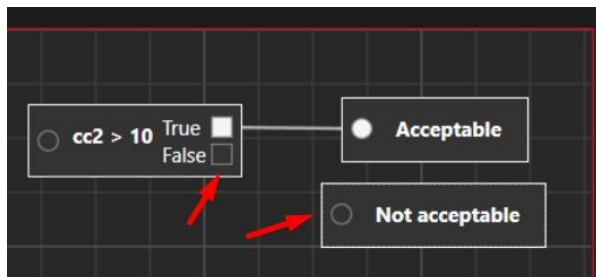 cc2 > 10
True
False
Acceptable
Not acceptable